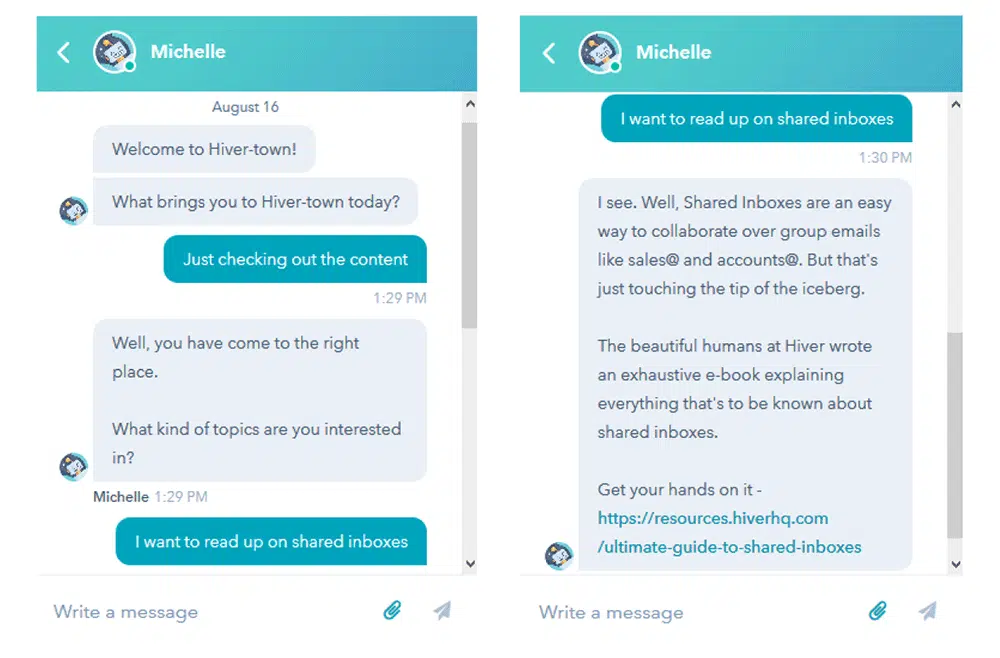 Michelle
August 16
Welcome to Hiver-town!
What brings you to Hiver-town today?
Just checking out the content
1:29 PM
Well, you have come to the right
place.
What kind of topics are you interested
in?
Michelle 1:29 PM
I want to read up on shared inboxes
Write a message
Michelle
I want to read up on shared inboxes
1:30 PM
I see. Well, Shared Inboxes are an easy
way to collaborate over group emails
like sales@ and accounts@. But that's
just touching the tip of the iceberg.
The beautiful humans at Hiver wrote
an exhaustive e-book explaining
everything that's to be known about
shared inboxes.
Get your hands on it -
https://resources.hiverhq.com
/ultimate-guide-to-shared-inboxes
Write a message